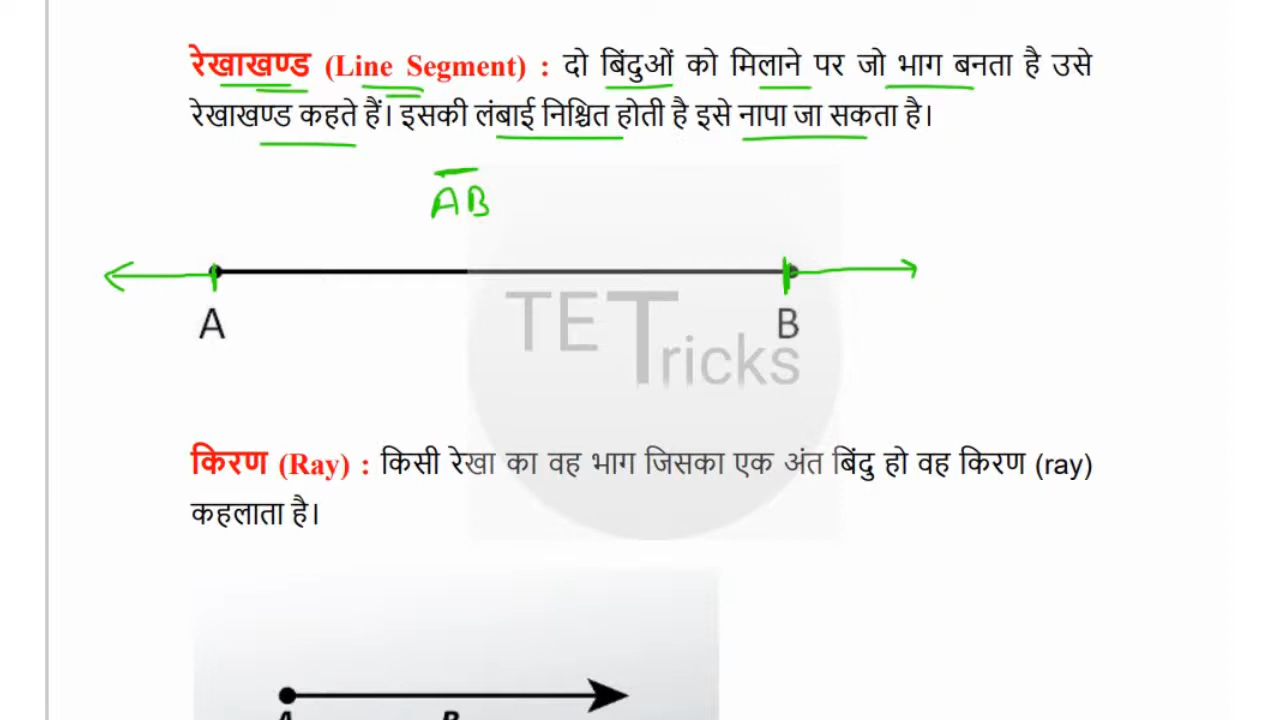 रेखाखण्ड (Line Segment) : दो बिंदुओं को मिलाने पर जो भाग बनता है उसे
रेखाखण्ड कहते हैं। इसकी लंबाई निश्चित होती है इसे नापा जा सकता है।
AB
A B
TETricks
किरण (Ray) : किसी रेखा का वह भाग जिसका एक अंत बिंदु हो वह किरण (ray)
कहलाता है।
A B